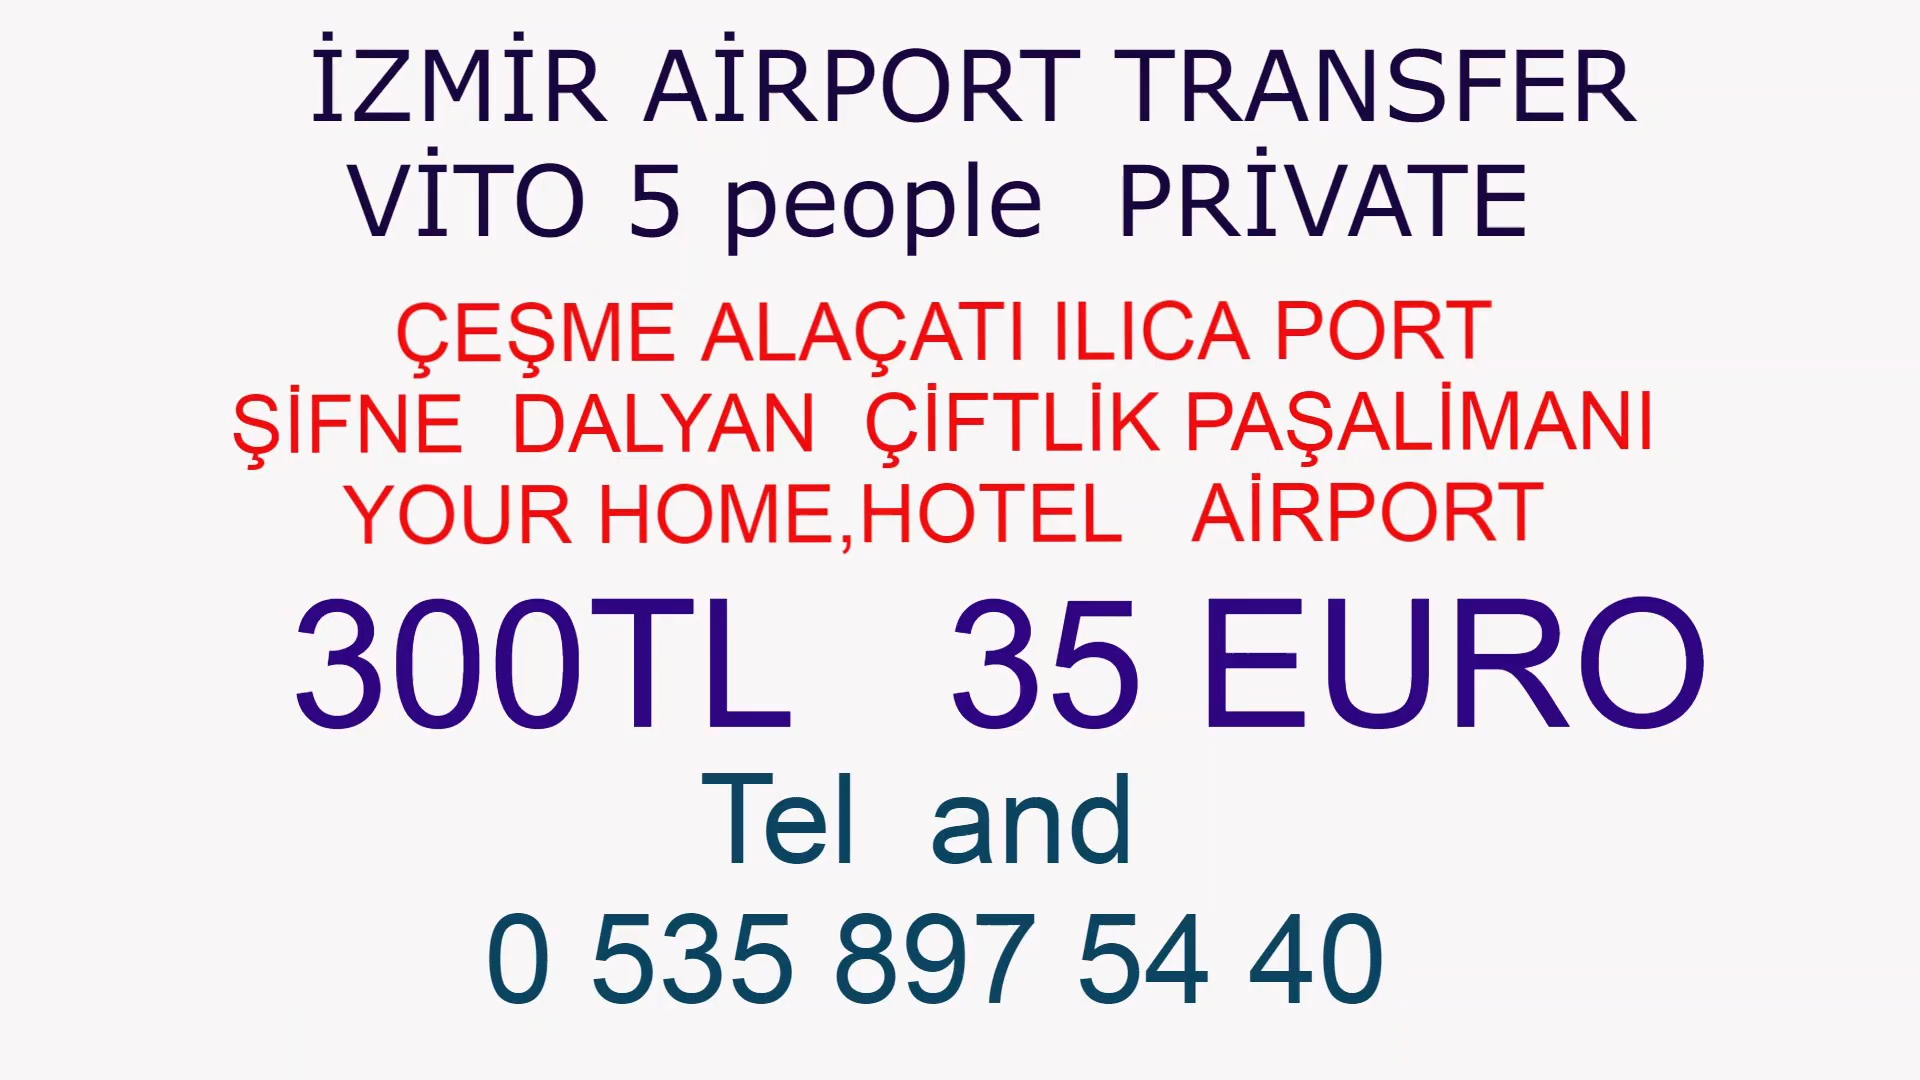 İZMİR AİRPORT TRANSFER
VİTO 5 people PRİVATE
ÇEŞME ALAÇATI ILICA PORT
ŞİFNE DALYAN ÇİFTLİK PAŞALİMANI
YOUR HOME,HOTEL AİRPORT
300TL 35 EURO
Tel and
0 535 897 54 40